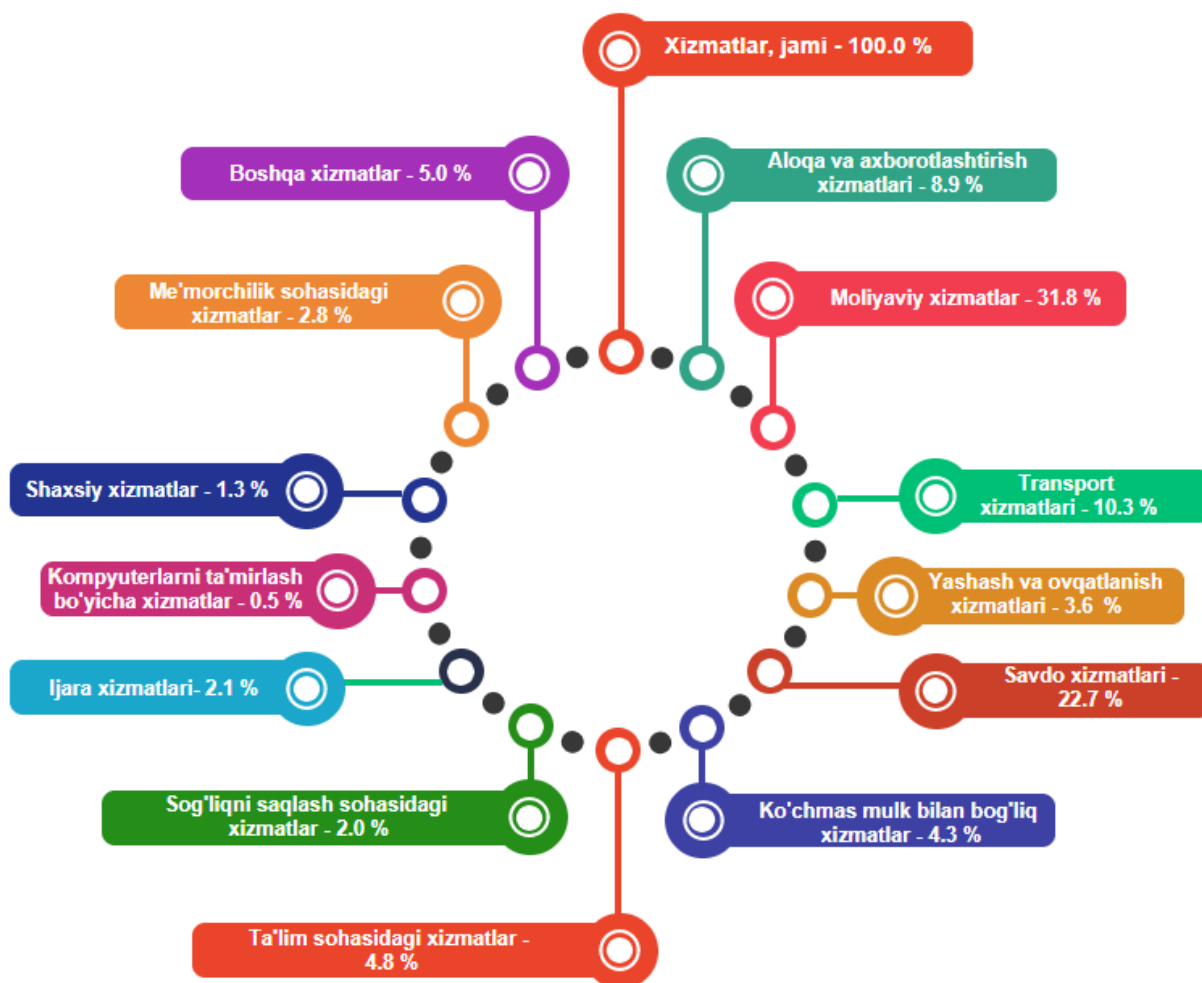 Xizmatlar, jami - 100.0 %
Aloqa va axborotlashtirish
xizmatlari - 8.9 %
Moliyaviy xizmatlar - 31.8 %
Transport
xizmatlari - 10.3 %
Yashash va ovqatlanish
xizmatlari - 3.6 %
Savdo xizmatlari -
22.7 %
Ko'chmas mulk bilan bog'liq
xizmatlar - 4.3 %
Ta'lim sohasidagi xizmatlar -
4.8 %
Sog'liqni saqlash sohasidagi
xizmatlar - 2.0 %
Ijara xizmatlari- 2.1 %
Kompyuterlarni ta'mirlash
bo'yicha xizmatlar - 0.5 %
Shaxsiy xizmatlar - 1.3 %
Me'morchilik sohasidagi
xizmatlar - 2.8 %
Boshqa xizmatlar - 5.0 %